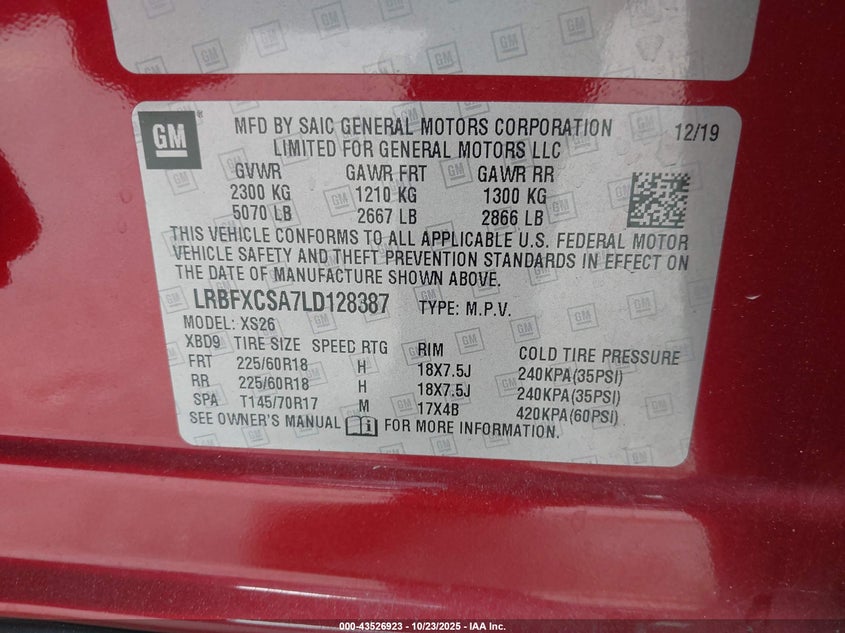 GM
MFD BY SAIC GENERAL MOTORS CORPORATION 12/19
LIMITED FOR GENERAL MOTORS LLC
GVWR GAWR FRT GAWR RR
2300 KG 1210 KG 1300 KG
5070 LB 2667 LB 2866 LB
THIS VEHICLE CONFORMS TO ALL APPLICABLE U.S. FEDERAL MOTOR
VEHICLE SAFETY AND THEFT PREVENTION STANDARDS IN EFFECT ON
THE DATE OF MANUFACTURE SHOWN ABOVE.
LRBFXCSA7LD128387 TYPE: M.P.V.
MODEL: XS26
XBD9 TIRE SIZE SPEED RTG RIM COLD TIRE PRESSURE
FRT 225/60R18 H 18X7.5J 240KPA(35PSI)
RR 225/60R18 H 18X7.5J 240KPA(35PSI)
SPA T145/70R17 M 17X4B 420KPA(60PSI)
SEE OWNER'S MANUAL FOR MORE INFORMATION.
000-43526923 - 10/23/2025 - IAA Inc.